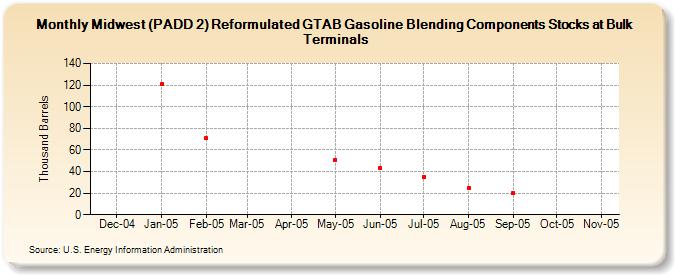 Monthly Midwest (PADD 2) Reformulated GTAB Gasoline Blending Components Stocks at Bulk
Terminals
Thousand Barrels
140
120
100
80
60
40
20
0
Dec-04 Jan-05 Feb-05 Mar-05 Apr-05 May-05 Jun-05 Jul-05 Aug-05 Sep-05 Oct-05 Nov-05
Source: U.S. Energy Information Administration